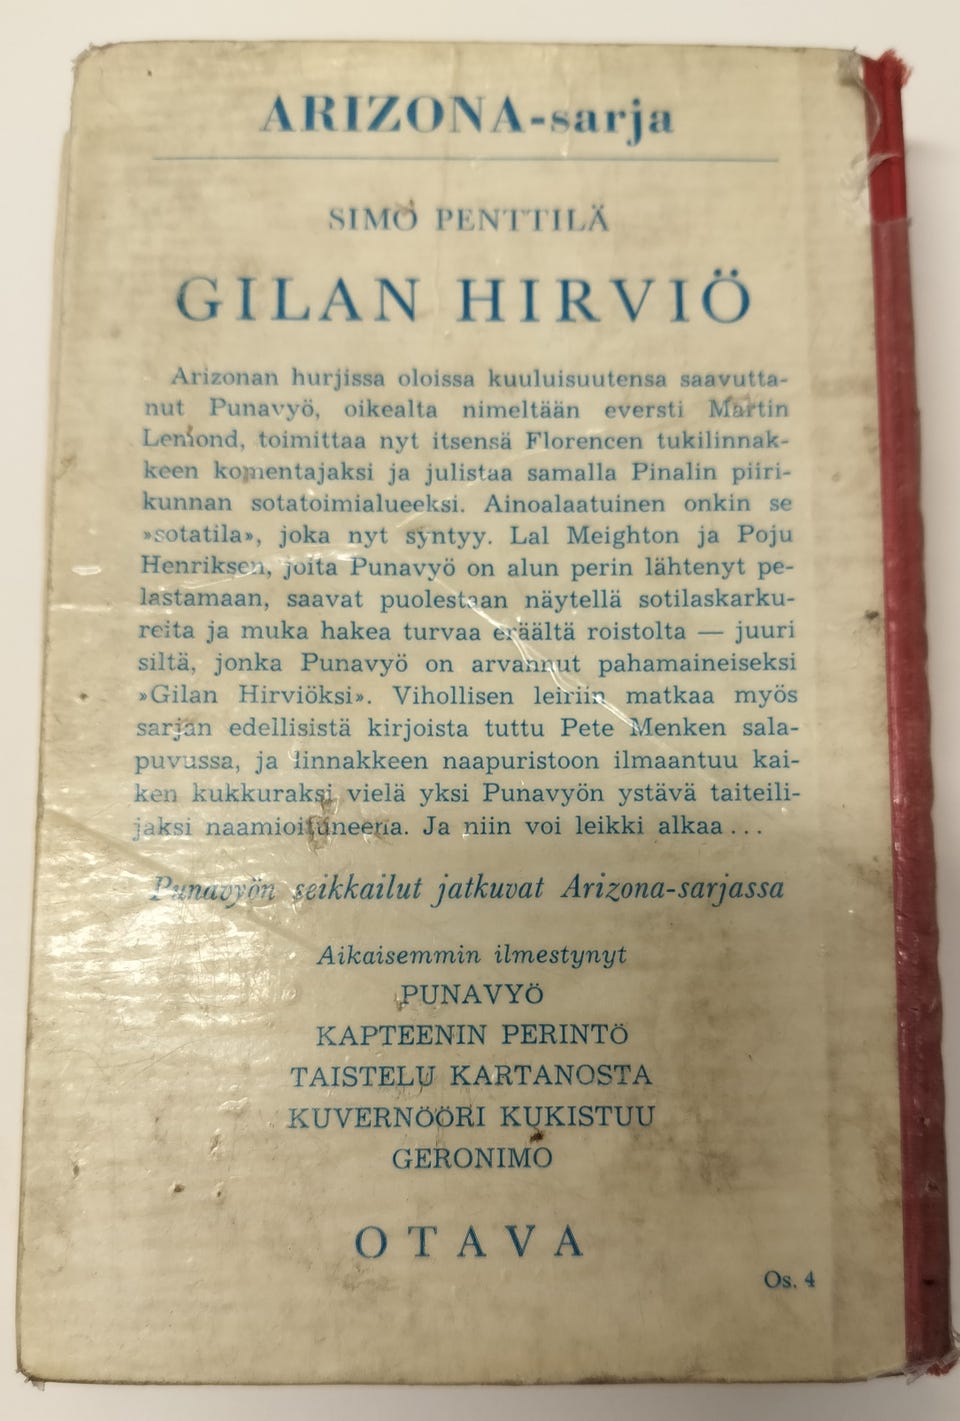 ARIZONA-sarja
SIMO PENTTILÄ
GILAN HIRVIÖ
Arizonan hurjissa oloissa kuuluisuutensa saavutta-
nut Punavyö, oikealta nimeltään eversti Martin
Lemond, toimittaa nyt itsensä Florencen tukilinnak-
keen komentajaksi ja julistaa samalla Pinalin piiri-
kunnan sotatoimialueeksi. Ainoalaatuinen onkin se
»sotatila», joka nyt syntyy. Lal Meighton ja Poju
Henriksen, joita Punavyö on alun perin lähtenyt pe-
lastamaan, saavat puolestaan näytellä sotilaskarku-
reita ja muka hakea turvaa eräältä roistolta — juuri
siltä, jonka Punavyö on arvannut pahamaineiseksi
»Gilan Hirviöksi». Vihollisen leiriin matkaa myös
sarjan edellisistä kirjoista tuttu Pete Menken sala-
puvussa, ja linnakkeen naapuristoon ilmaantuu kai-
ken kukkuraksi vielä yksi Punavyön ystävä taiteili-
jaksi naamioituneena. Ja niin voi leikki alkaa ...
Punavyön seikkailut jatkuvat Arizona-sarjassa
Aikaisemmin ilmestynyt
PUNAVYÖ
KAPTEENIN PERINTÖ
TAISTELU KARTANOSTA
KUVERNÖÖRI KUKISTUU
GERONIMO
OTAVA
Os. 4